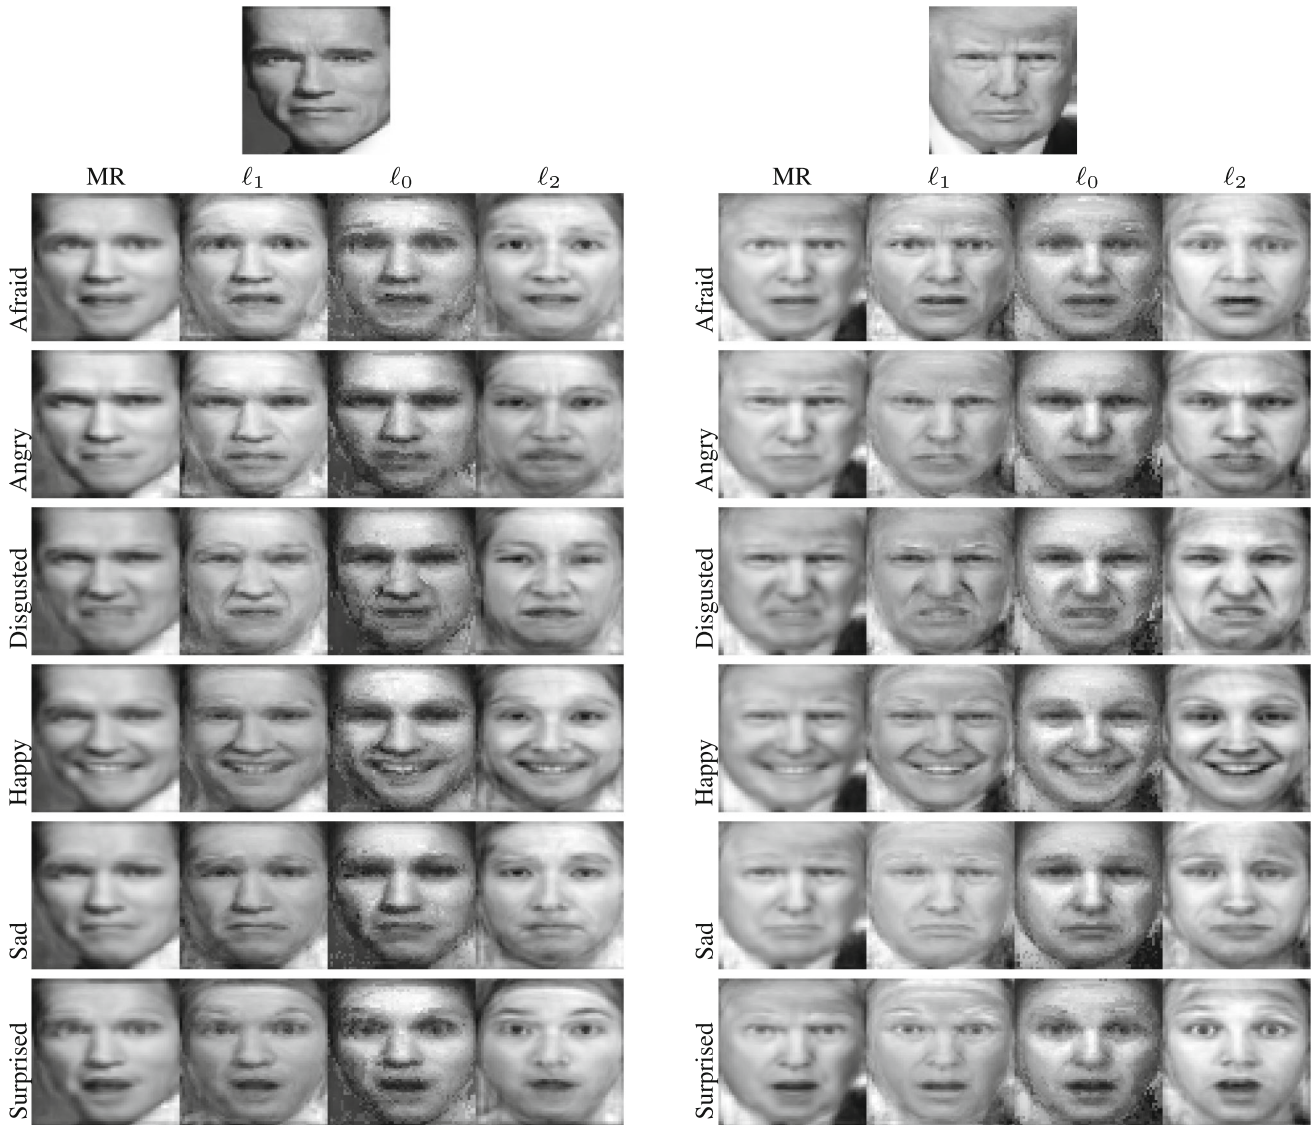 MR ℓ₁ ℓ₀ ℓ₂
MR ℓ₁ ℓ₀ ℓ₂
Afraid
Afraid
Angry
Angry
Disgusted
Disgusted
Happy
Happy
Sad
Sad
Surprised
Surprised